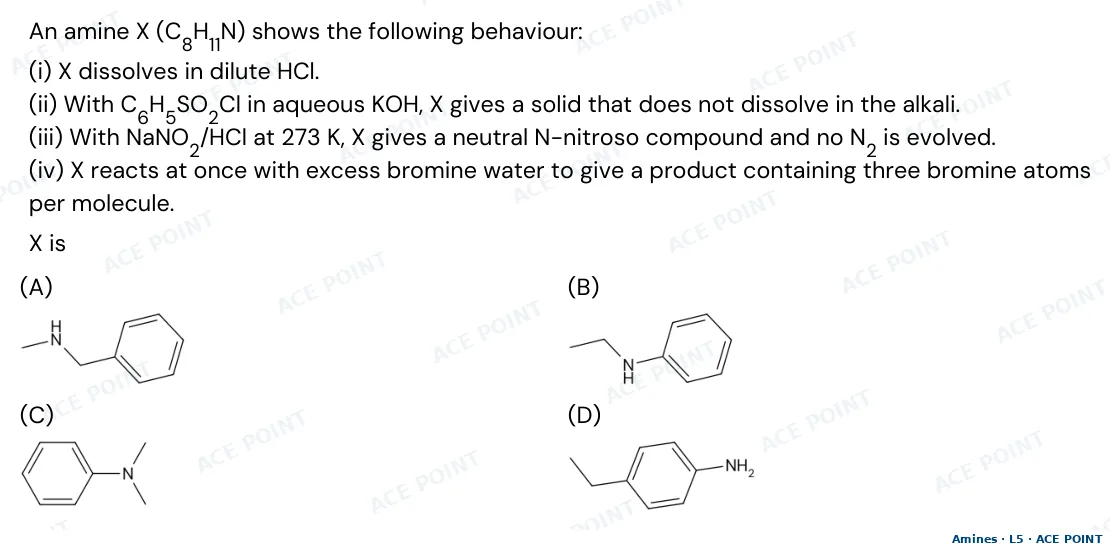 An amine X (C₈H₁₁N) shows the following behaviour:
(i) X dissolves in dilute HCl.
(ii) With C₆H₅SO₂Cl in aqueous KOH, X gives a solid that does not dissolve in the alkali.
(iii) With NaNO₂/HCl at 273 K, X gives a neutral N-nitroso compound and no N₂ is evolved.
(iv) X reacts at once with excess bromine water to give a product containing three bromine atoms
per molecule.
X is
(A)
(B)
H
N
N
H
(C)
(D)
N
NH₂
Amines · L5 · ACE POINT
ACE POINT